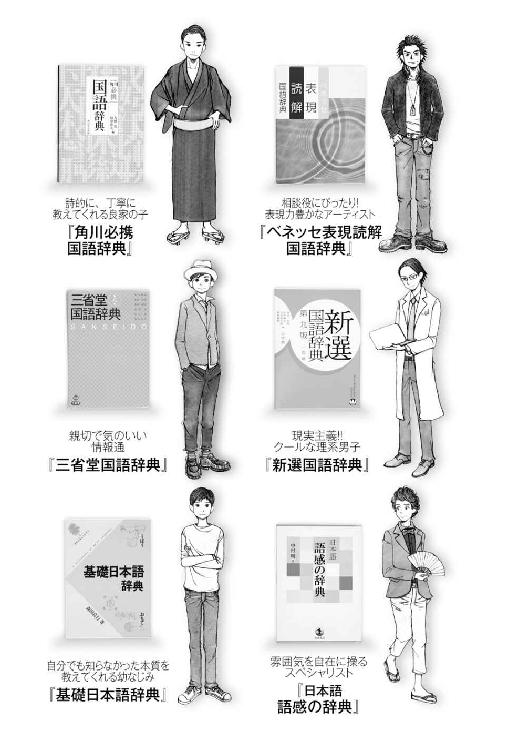 国語辞典
表現
読解
国語辞典
詩的に、丁寧に
教えてくれる良家の子
『角川必携
国語辞典』
相談役にぴったり!
表現力豊かなアーティスト
『ベネッセ表現読解
国語辞典』
三省堂
国語辞典
SANSEIDO
新選
国語辞典
第九版
親切で気のいい
情報通
『三省堂国語辞典』
現実主義!!
クールな理系男子
『新選国語辞典』
基礎日本語
辞典
日本語
語感の辞典
中村明
自分でも知らなかった本質を
教えてくれる幼なじみ
『基礎日本語辞典』
雰囲気を自在に操る
スペシャリスト
『日本語
語感の辞典』